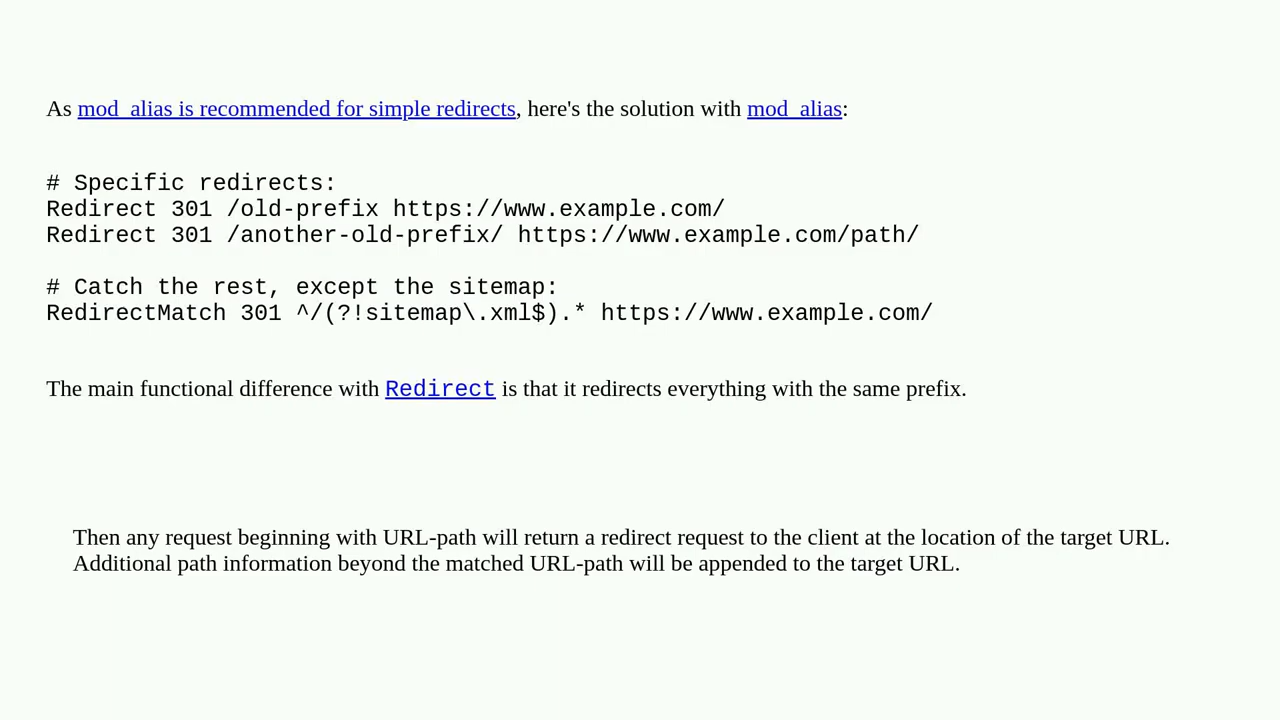 As mod_alias is recommended for simple redirects, here's the solution with mod_alias:
# Specific redirects:
Redirect 301 /old-prefix https://www.example.com/
Redirect 301 /another-old-prefix/ https://www.example.com/path/
# Catch the rest, except the sitemap:
RedirectMatch 301 ^/(?!sitemap\.xml$).* https://www.example.com/
The main functional difference with Redirect is that it redirects everything with the same prefix.
Then any request beginning with URL-path will return a redirect request to the client at the location of the target URL.
Additional path information beyond the matched URL-path will be appended to the target URL.